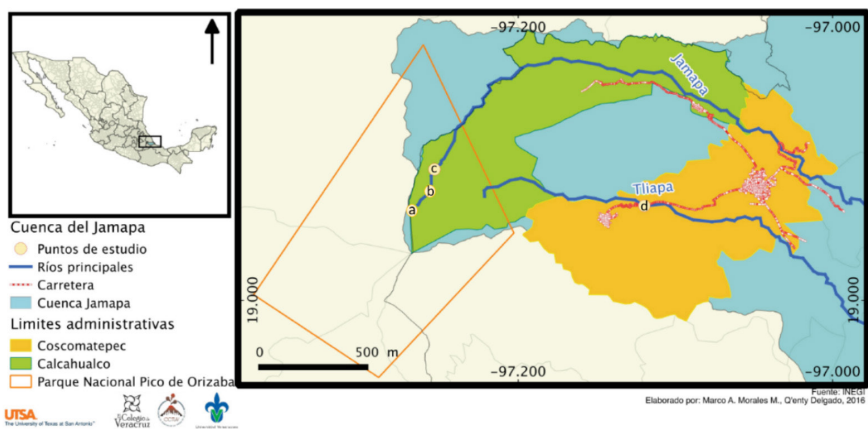 Cuenca del Jamapa
Puntos de estudio
Ríos principales
Carretera
Cuenca Jamapa
Limites administrativas
Coscomatepec
Calcahualco
Parque Nacional Pico de Orizaba
UTSA
The University of Texas at San Antonio
El Colegio de
Veracruz
Universidad Veracruzana
−97.200
−97.000
Jamapa
c
b
a
Tliapa
d
19.000
19.000
0 500 m
−97.200
−97.000
Fuente: INEGI
Elaborado por: Marco A. Morales M., Q'enty Delgado, 2016